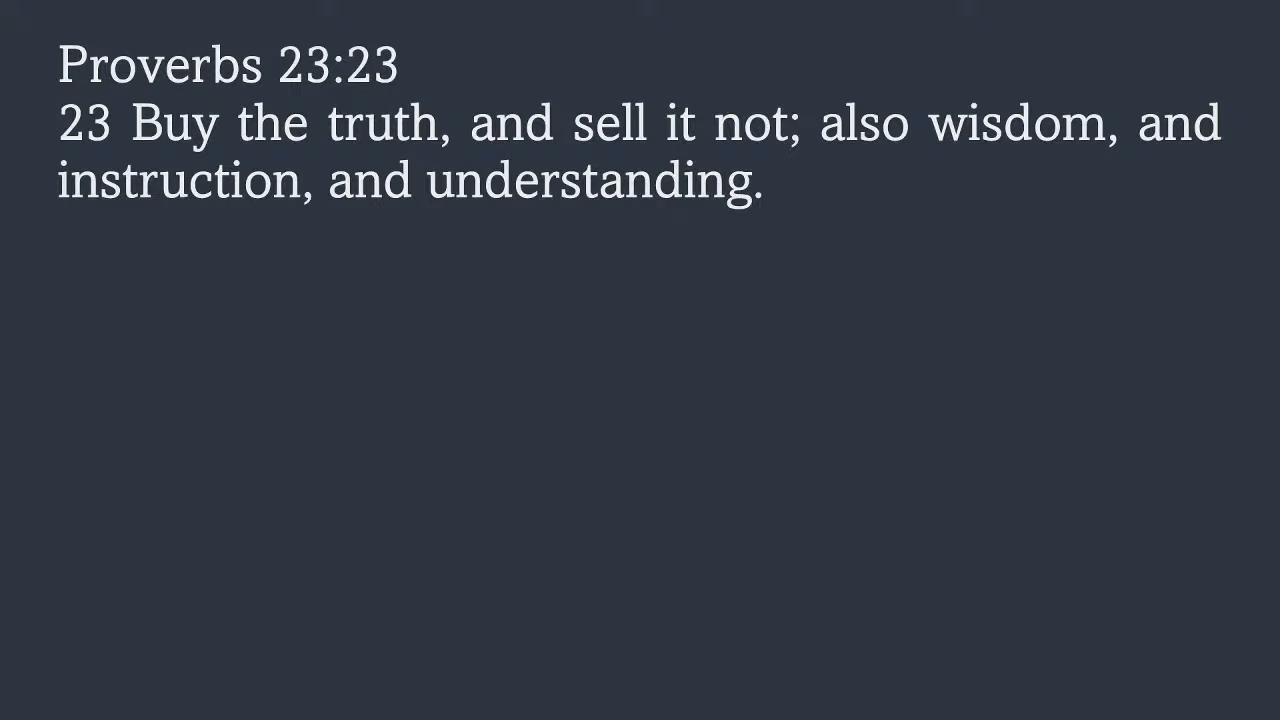 Proverbs 23:23
23 Buy the truth, and sell it not; also wisdom, and
instruction, and understanding.